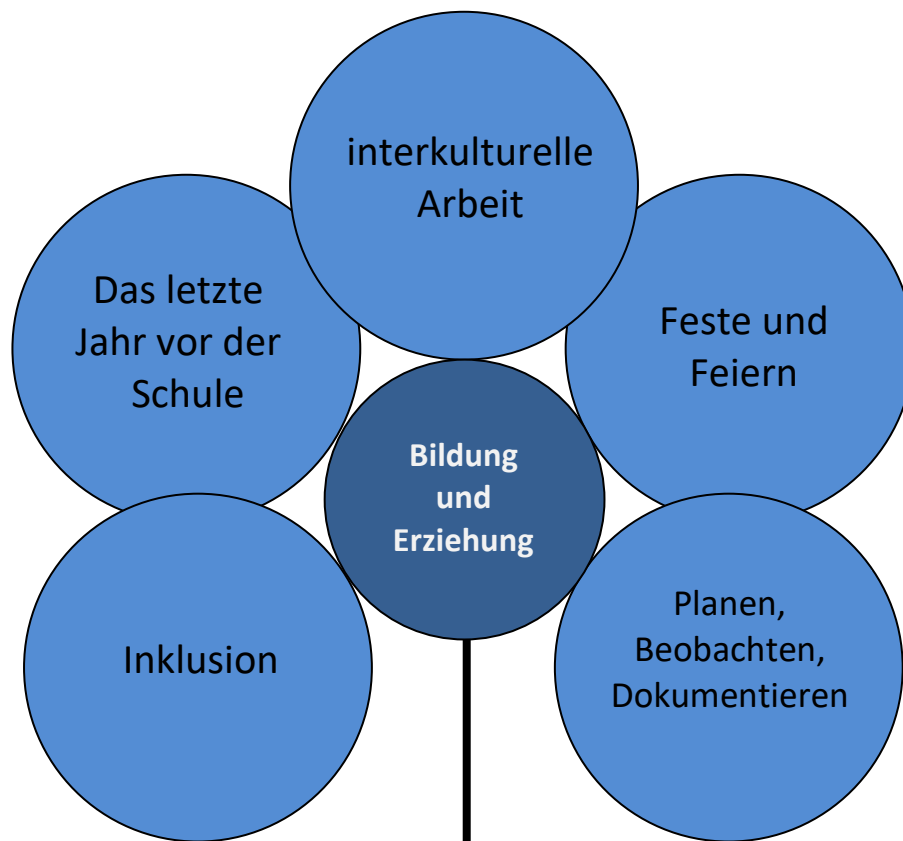 interkulturelle
Arbeit
Das letzte
Jahr vor der
Schule
Feste und
Feiern
Bildung
und
Erziehung
Inklusion
Planen,
Beobachten,
Dokumentieren